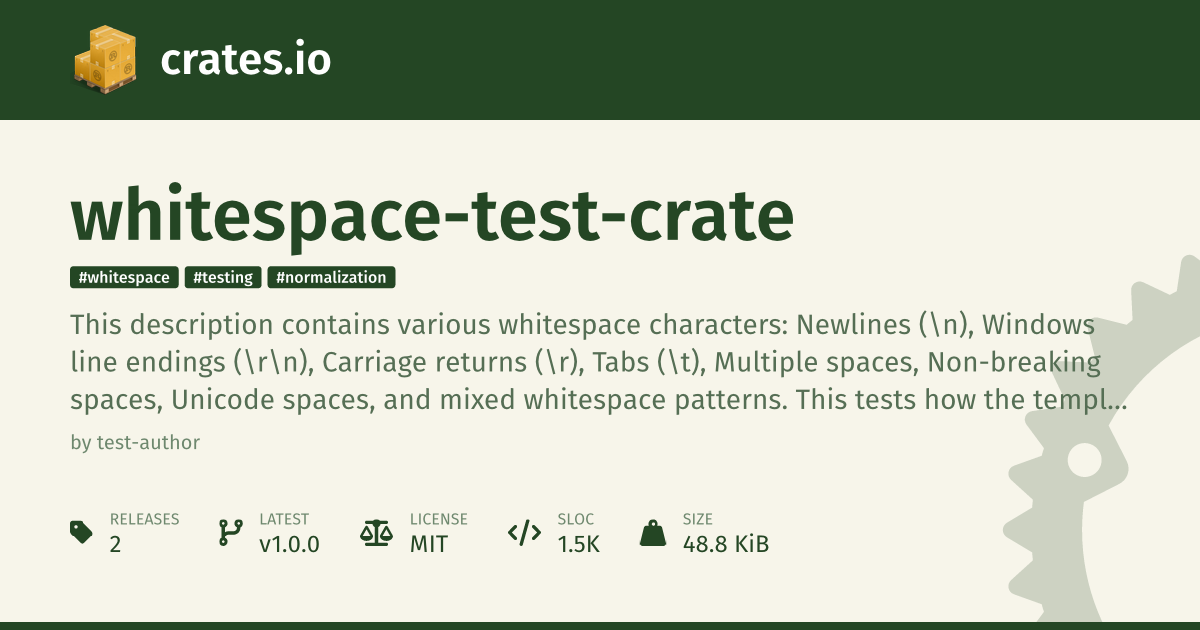 crates.io
whitespace-test-crate
#whitespace #testing #normalization
This description contains various whitespace characters: Newlines (\n), Windows
line endings (\r\n), Carriage returns (\r), Tabs (\t), Multiple spaces, Non-breaking
spaces, Unicode spaces, and mixed whitespace patterns. This tests how the templ...
by test-author
RELEASES LATEST LICENSE SLOC SIZE
2 v1.0.0 MIT 1.5K 48.8 KiB